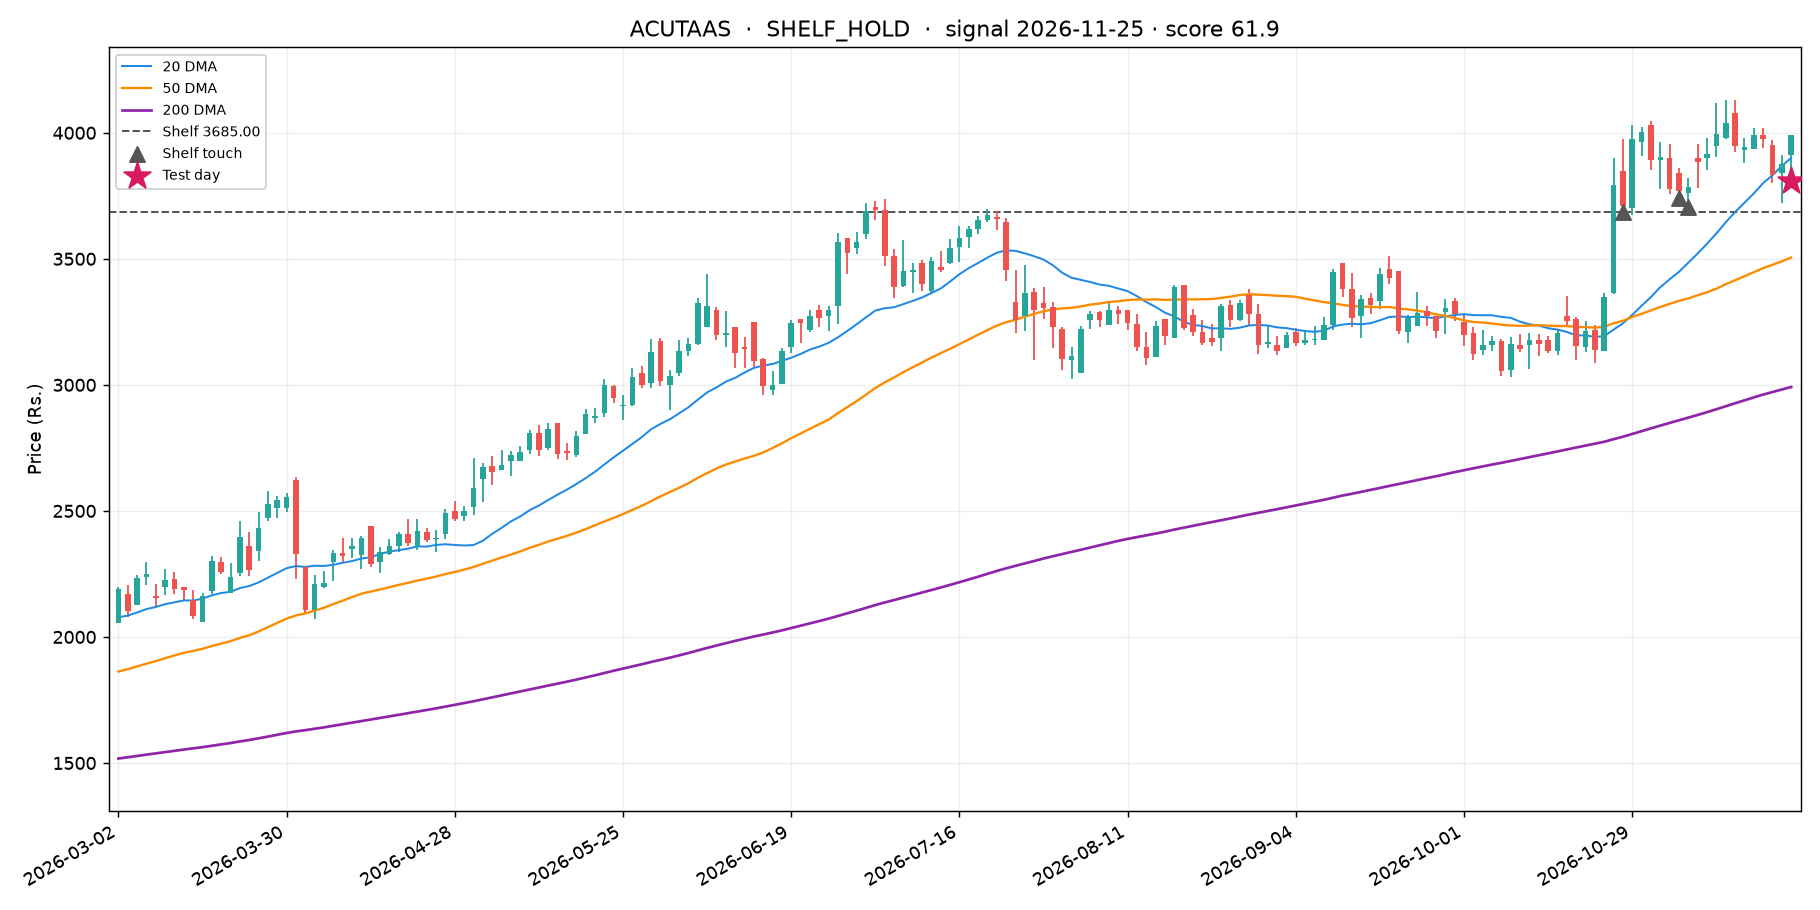 ACUTAAS  ·  SHELF_HOLD  ·  signal 2026-11-25 · score 61.9
20 DMA
50 DMA
200 DMA
Shelf 3685.00
Shelf touch
Test day
Price (Rs.)
4000
3500
3000
2500
2000
1500
2026-03-02
2026-03-30
2026-04-28
2026-05-25
2026-06-19
2026-07-16
2026-08-11
2026-09-04
2026-10-01
2026-10-29